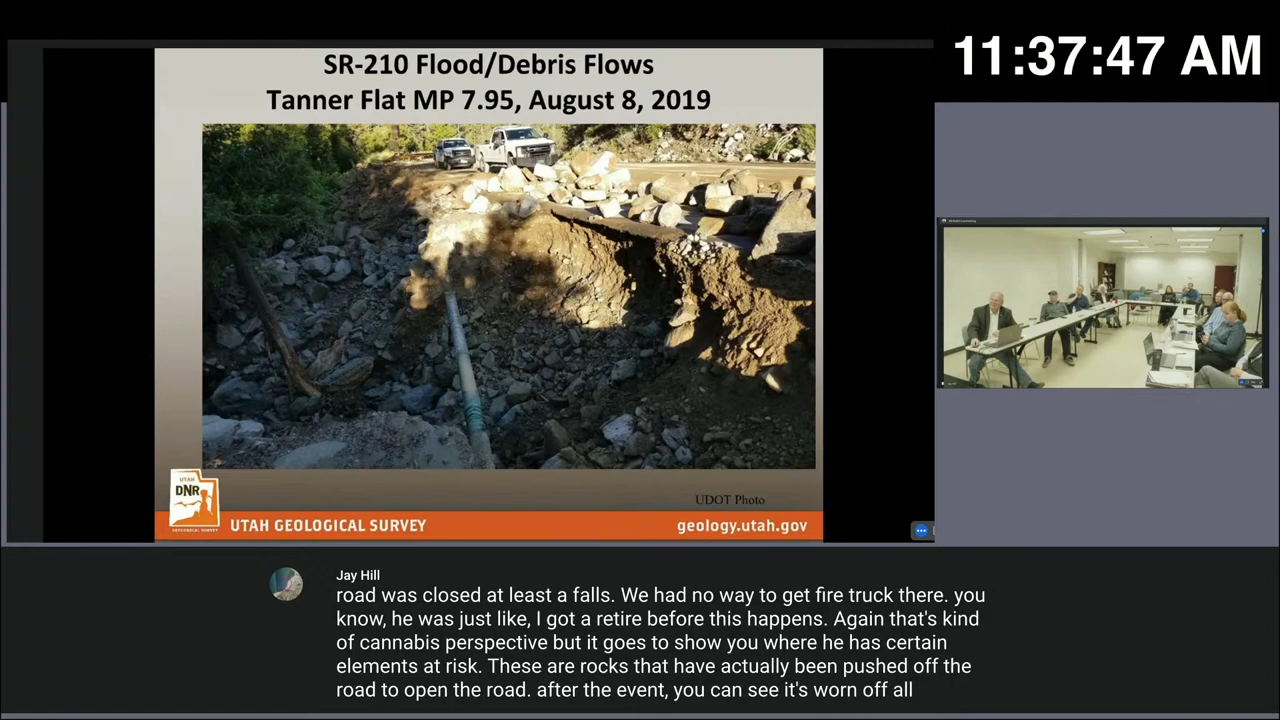 SR-210 Flood/Debris Flows
Tanner Flat MP 7.95, August 8, 2019
11:37:47 AM
UTAH
DNR
GEOLOGICAL SURVEY
UDOT Photo
UTAH GEOLOGICAL SURVEY
geology.utah.gov
Jay Hill
road was closed at least a falls. We had no way to get fire truck there. you
know, he was just like, I got a retire before this happens. Again that's kind
of cannabis perspective but it goes to show you where he has certain
elements at risk. These are rocks that have actually been pushed off the
road to open the road. after the event, you can see it's worn off all